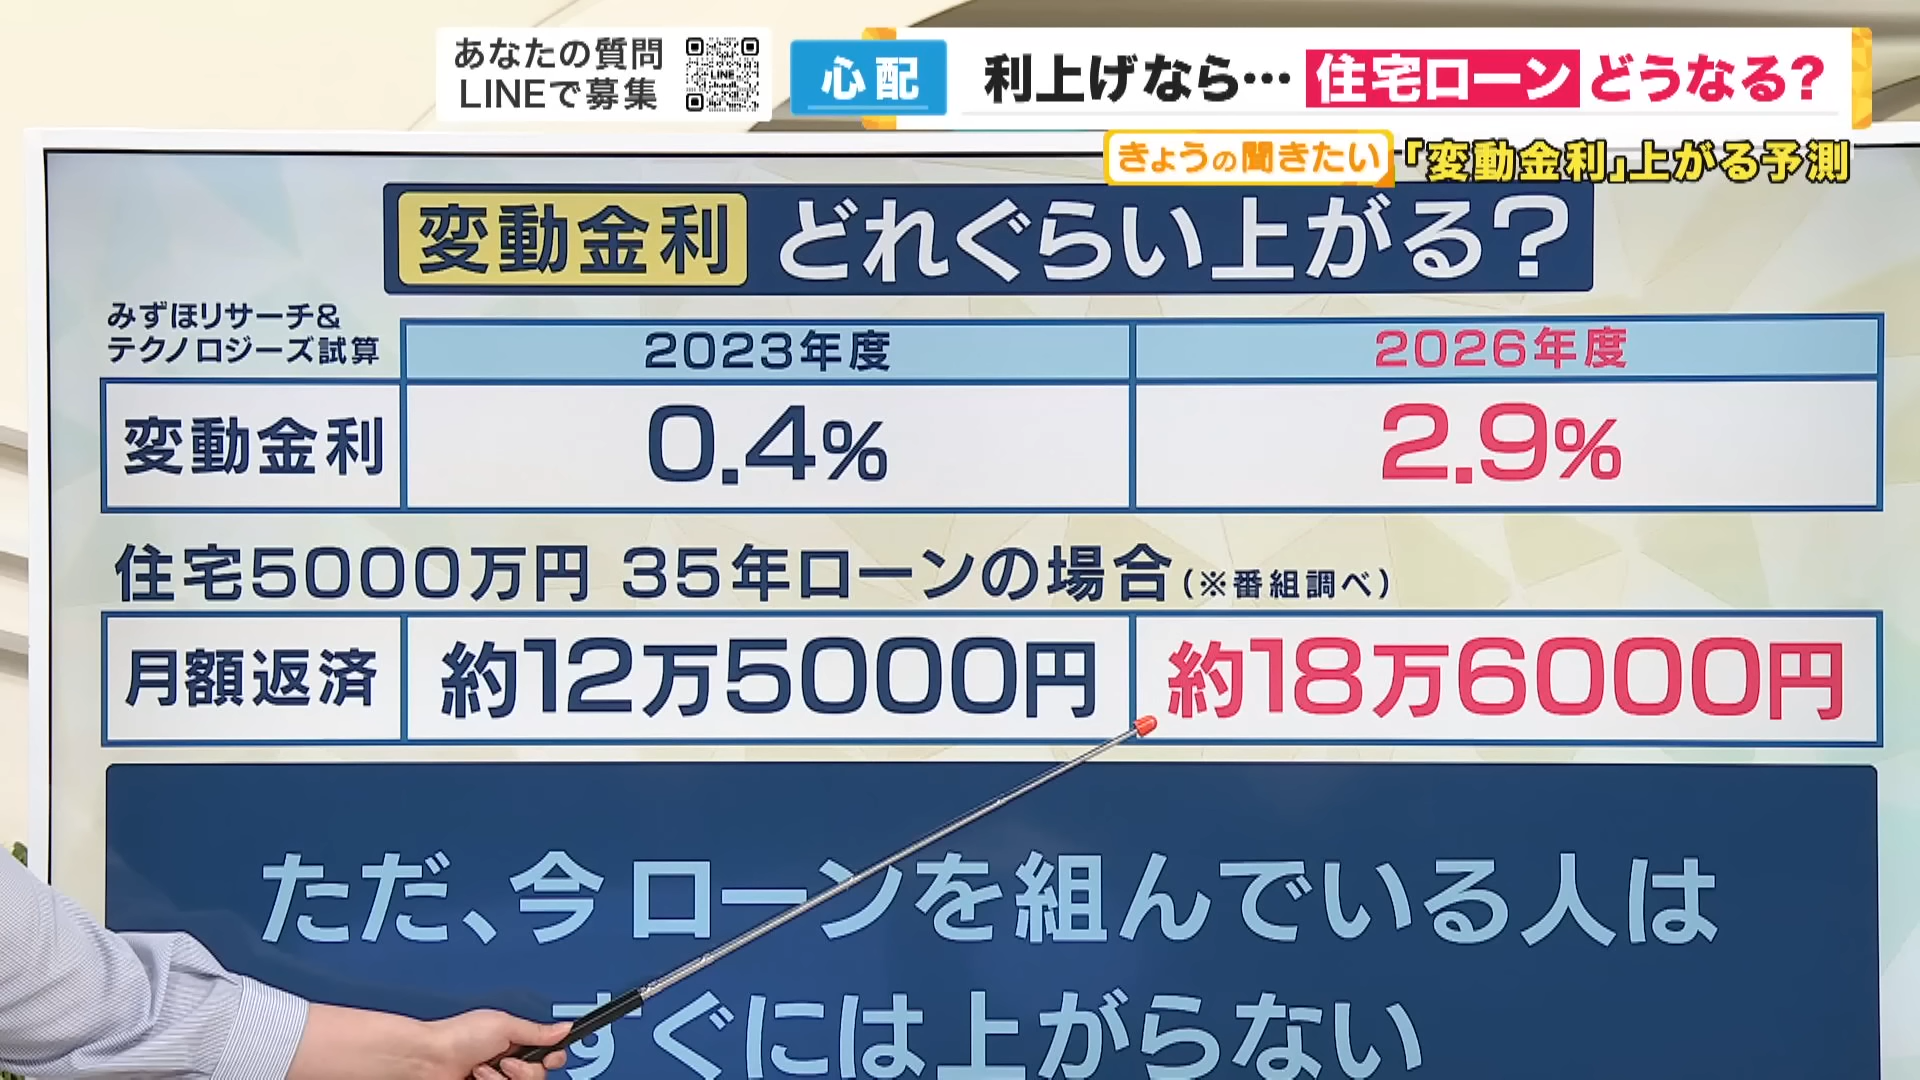 あなたの質問
LINEで募集
LINE
心配
利上げなら…住宅ローンどうなる?
きょうの聞きたい
「変動金利」上がる予測
変動金利 どれぐらい上がる?
みずほリサーチ&
テクノロジーズ試算
2023年度
2026年度
変動金利
0.4%
2.9%
住宅5000万円 35年ローンの場合(※番組調べ)
月額返済
約12万5000円
約18万6000円
ただ、今ローンを組んでいる人は
すぐには上がらない